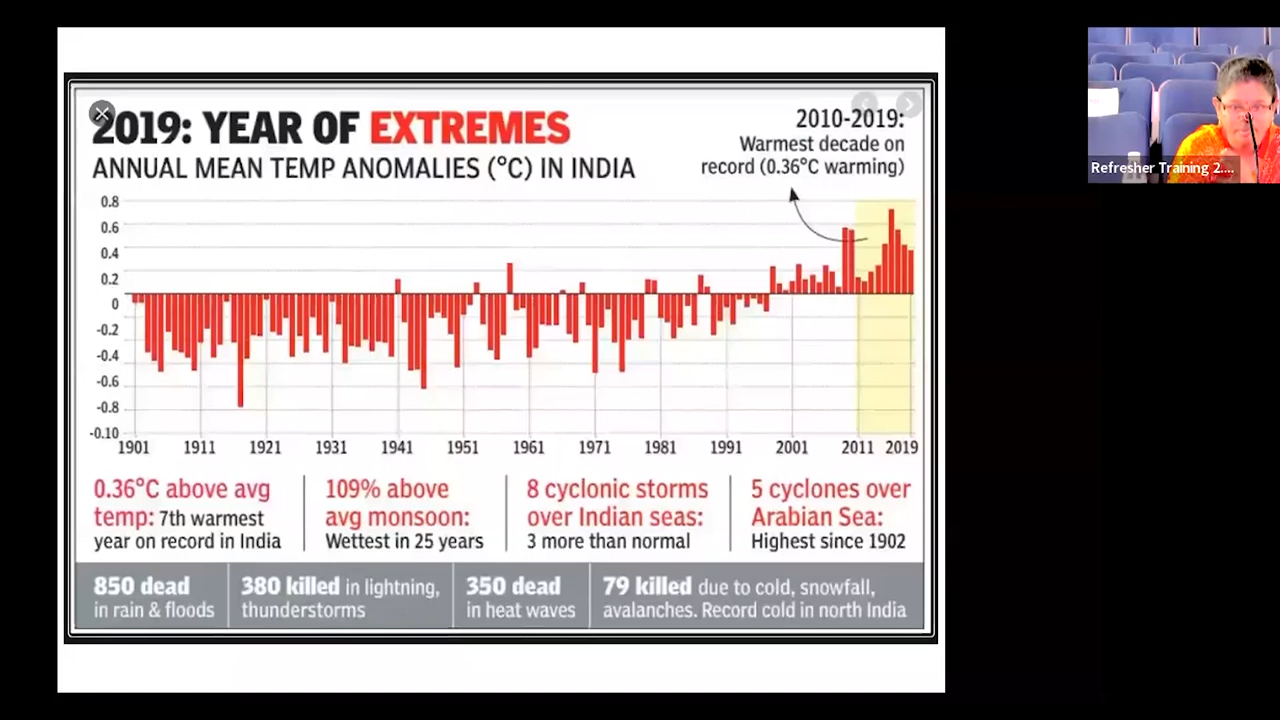 2019: YEAR OF EXTREMES
ANNUAL MEAN TEMP ANOMALIES (°C) IN INDIA
2010-2019:
Warmest decade on
record (0.36°C warming)
0.8
0.6
0.4
0.2
0
-0.2
-0.4
-0.6
-0.8
-0.10
1901 1911 1921 1931 1941 1951 1961 1971 1981 1991 2001 2011 2019
0.36°C above avg
temp: 7th warmest
year on record in India
109% above
avg monsoon:
Wettest in 25 years
8 cyclonic storms
over Indian seas:
3 more than normal
5 cyclones over
Arabian Sea:
Highest since 1902
850 dead
in rain & floods
380 killed in lightning,
thunderstorms
350 dead
in heat waves
79 killed due to cold, snowfall,
avalanches. Record cold in north India
Refresher Training 2....